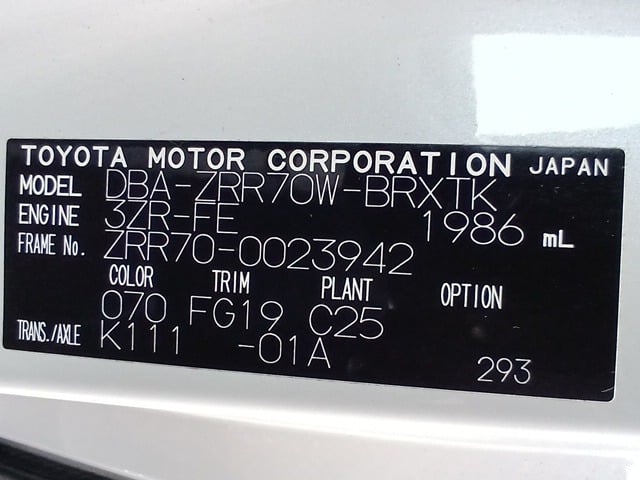 TOYOTA MOTOR CORPORATION JAPAN
MODEL DBA-ZRR70W-BRXTK
ENGINE 3ZR-FE 1986 mL
FRAME No. ZRR70-0023942
COLOR TRIM PLANT OPTION
070 FG19 C25
TRANS./AXLE K111 -01A 293